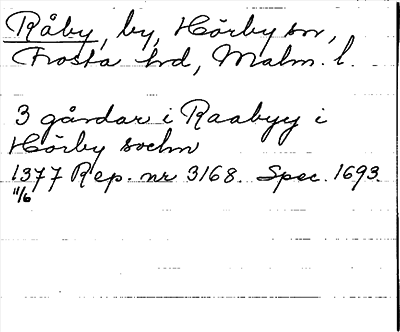 Råby, by, Hörby sn,
Frosta hd, Malm. l.
3 gårdar i Raabyy i
Hörby sochn
1377 Rep. nr 3168. Spec. 1693.
11/6